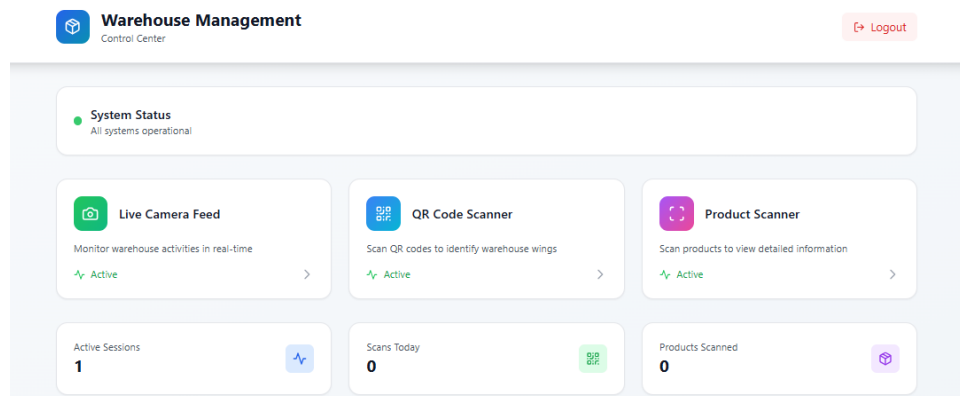 Warehouse Management
Control Center
Logout
System Status
All systems operational
Live Camera Feed
Monitor warehouse activities in real-time
Active
QR Code Scanner
Scan QR codes to identify warehouse wings
Active
Product Scanner
Scan products to view detailed information
Active
Active Sessions
1
Scans Today
0
Products Scanned
0